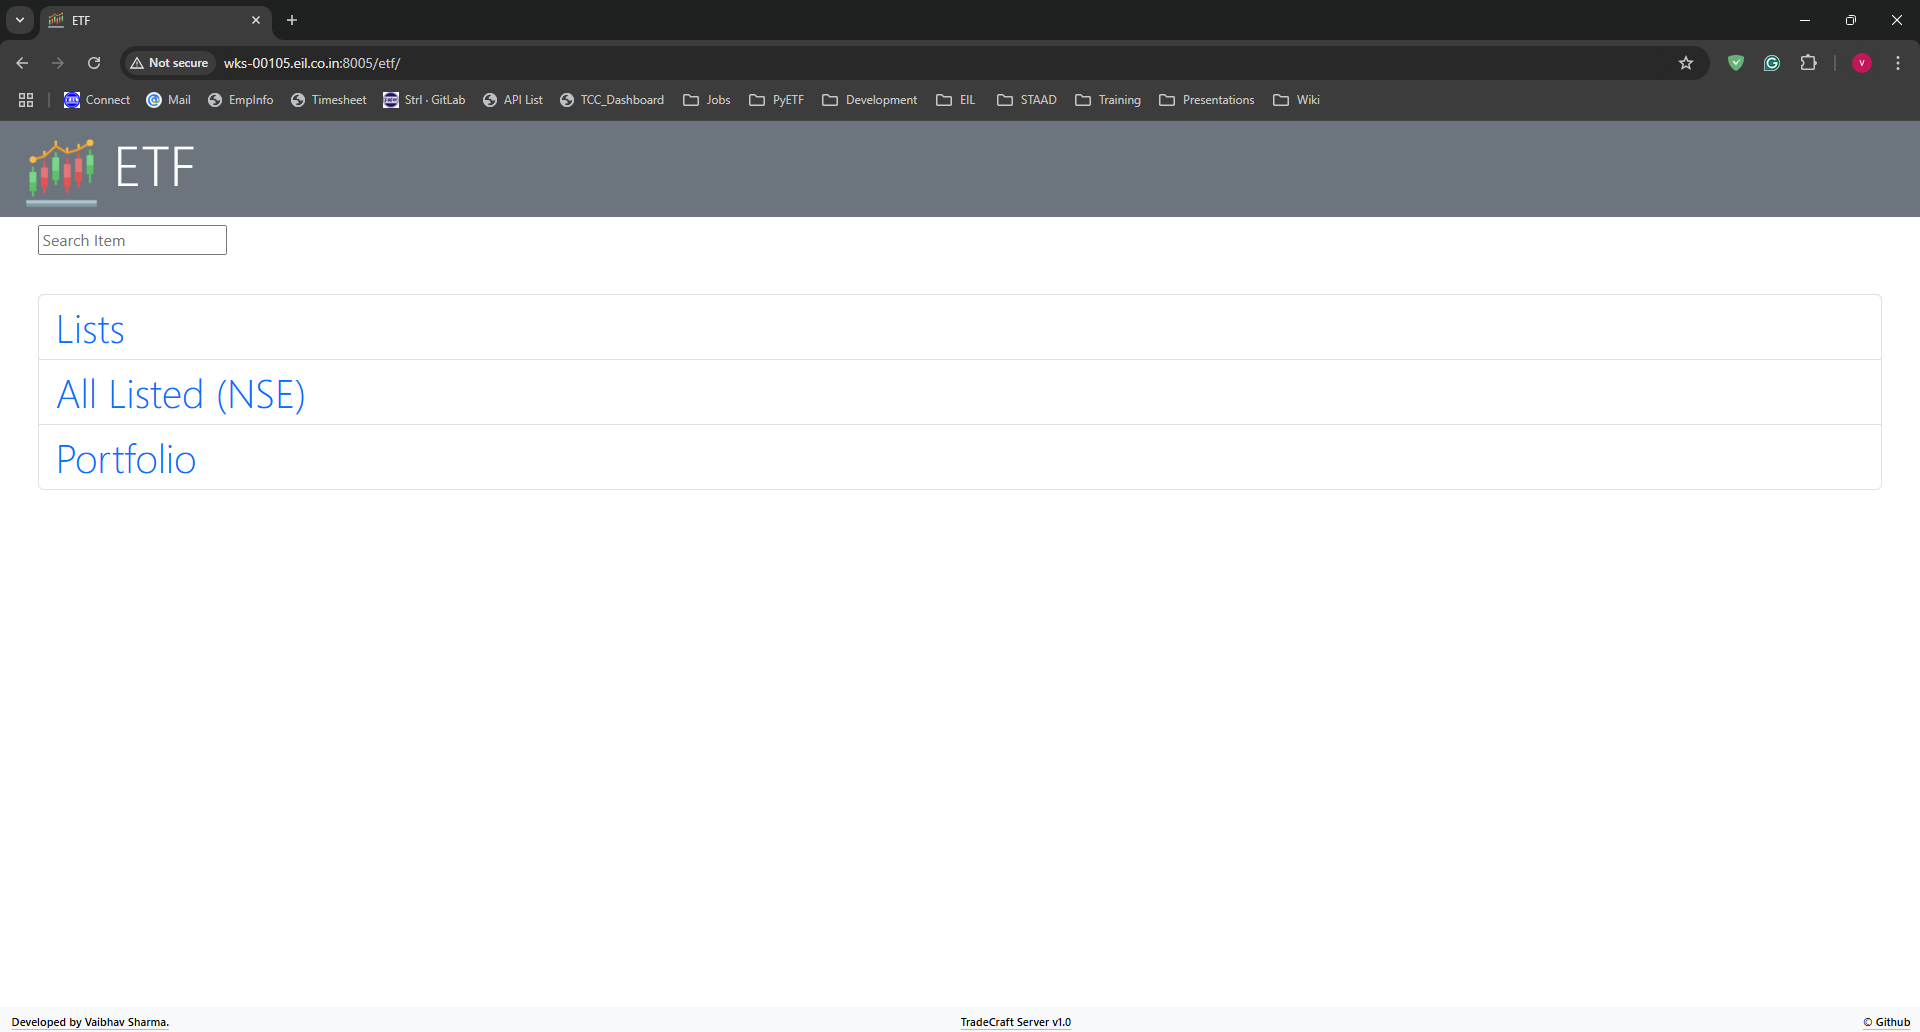 ETF
Not secure wks-00105.eil.co.in:8005/etf/
Connect Mail EmpInfo Timesheet Strl · GitLab API List TCC_Dashboard Jobs PyETF Development EIL STAAD Training Presentations Wiki
ETF
Search Item
Lists
All Listed (NSE)
Portfolio
Developed by Vaibhav Sharma. TradeCraft Server v1.0 © Github